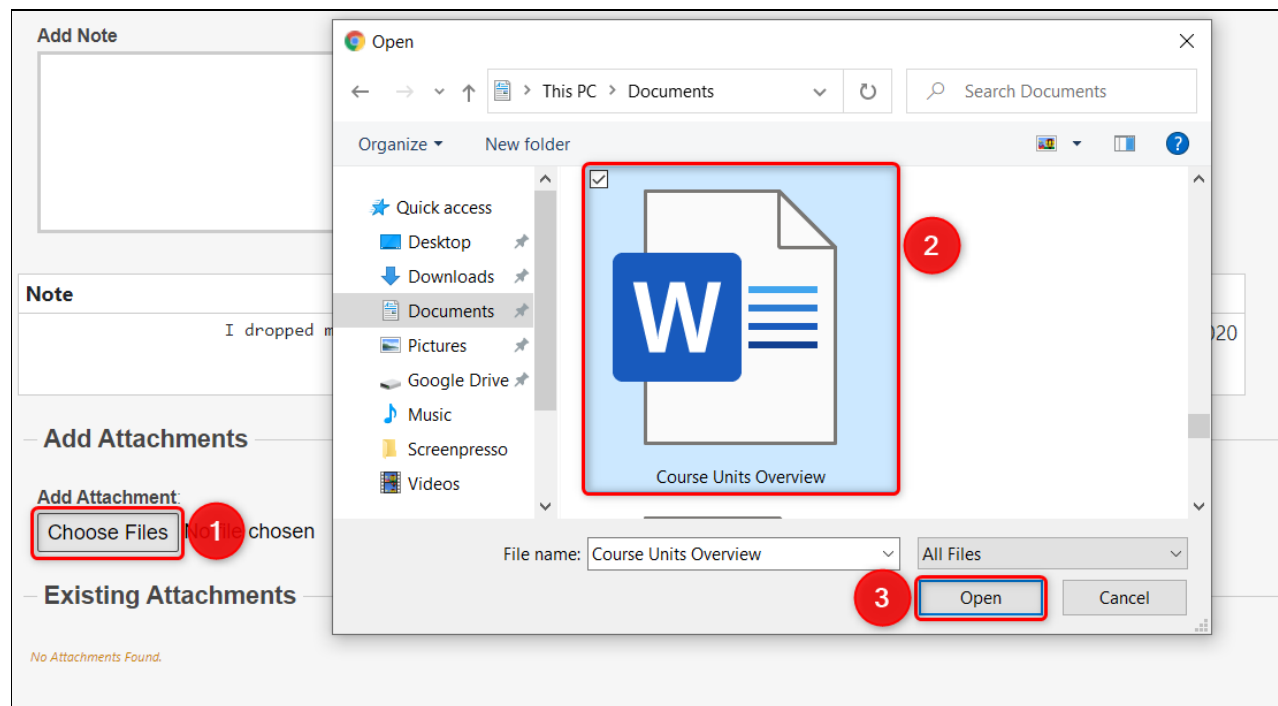 Add Note
Open
This PC > Documents
Search Documents
Organize
New folder
?
Quick access
Desktop
Downloads
Documents
Pictures
Google Drive
Music
Screenpresso
Videos
W
Course Units Overview
2
Note
I dropped
020
Add Attachments
Add Attachment:
Choose Files
1
chosen
File name: Course Units Overview
All Files
3
Open
Cancel
Existing Attachments
No Attachments Found.